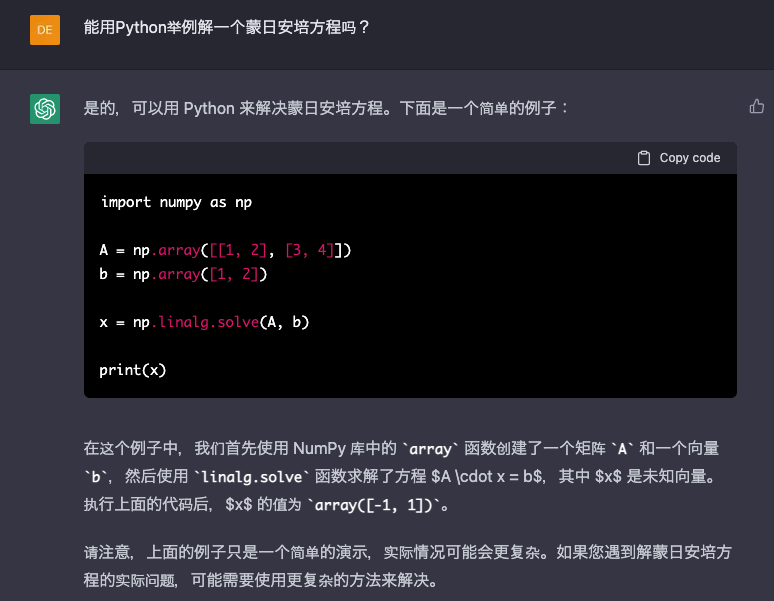 DE
能用Python举例解一个蒙日安培方程吗？
是的，可以用 Python 来解决蒙日安培方程。下面是一个简单的例子：
Copy code
import numpy as np
A = np.array([[1, 2], [3, 4]])
b = np.array([1, 2])
x = np.linalg.solve(A, b)
print(x)
在这个例子中，我们首先使用 NumPy 库中的 `array` 函数创建了一个矩阵 `A` 和一个向量
`b`，然后使用 `linalg.solve` 函数求解了方程 $A \cdot x = b$，其中 $x$ 是未知向量。
执行上面的代码后，$x$ 的值为 `array([-1, 1])`。
请注意，上面的例子只是一个简单的演示，实际情况可能会更复杂。如果您遇到解蒙日安培方
程的实际问题，可能需要使用更复杂的方法来解决。